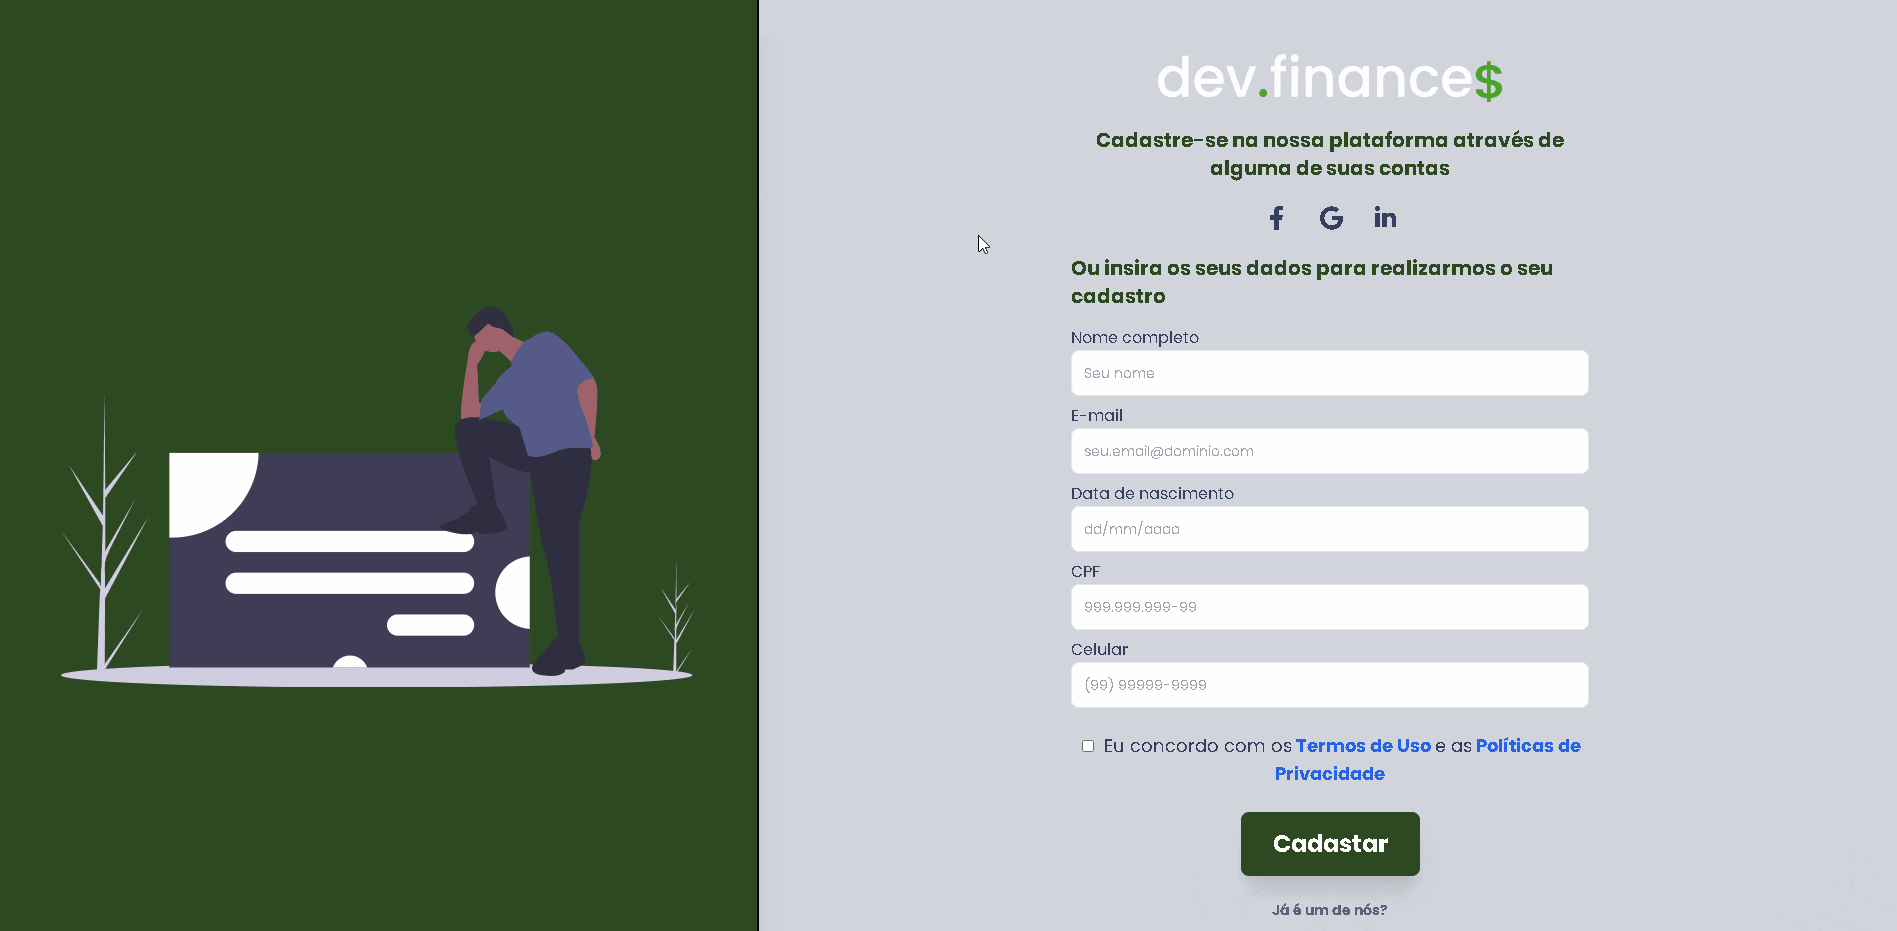 dev.finance$
Cadastre-se na nossa plataforma através de
alguma de suas contas
Ou insira os seus dados para realizarmos o seu
cadastro
Nome completo
Seu nome
E-mail
seu.email@dominio.com
Data de nascimento
dd/mm/aaaa
CPF
999.999.999-99
Celular
(99) 99999-9999
Eu concordo com os Termos de Uso e as Políticas de
Privacidade
Cadastar
Já é um de nós?